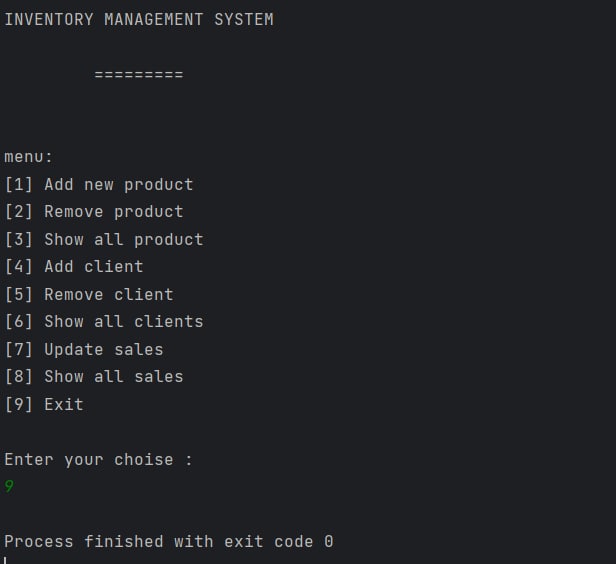 INVENTORY MANAGEMENT SYSTEM
=========
menu:
[1] Add new product
[2] Remove product
[3] Show all product
[4] Add client
[5] Remove client
[6] Show all clients
[7] Update sales
[8] Show all sales
[9] Exit
Enter your choise :
9
Process finished with exit code 0